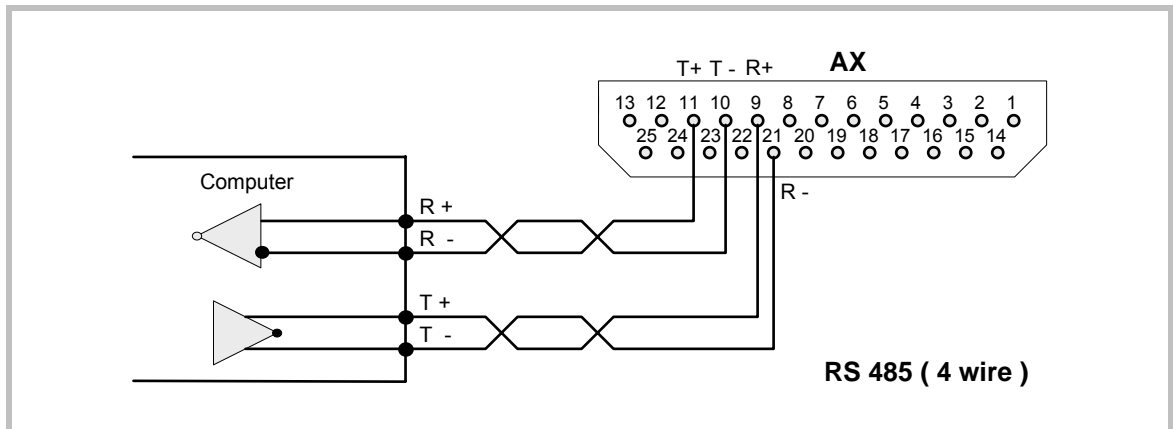 AX
T+ T - R+
13 12 11 10 9 8 7 6 5 4 3 2 1
25 24 23 22 21 20 19 18 17 16 15 14
R -
Computer
R +
R -
T +
T -
RS 485 ( 4 wire )